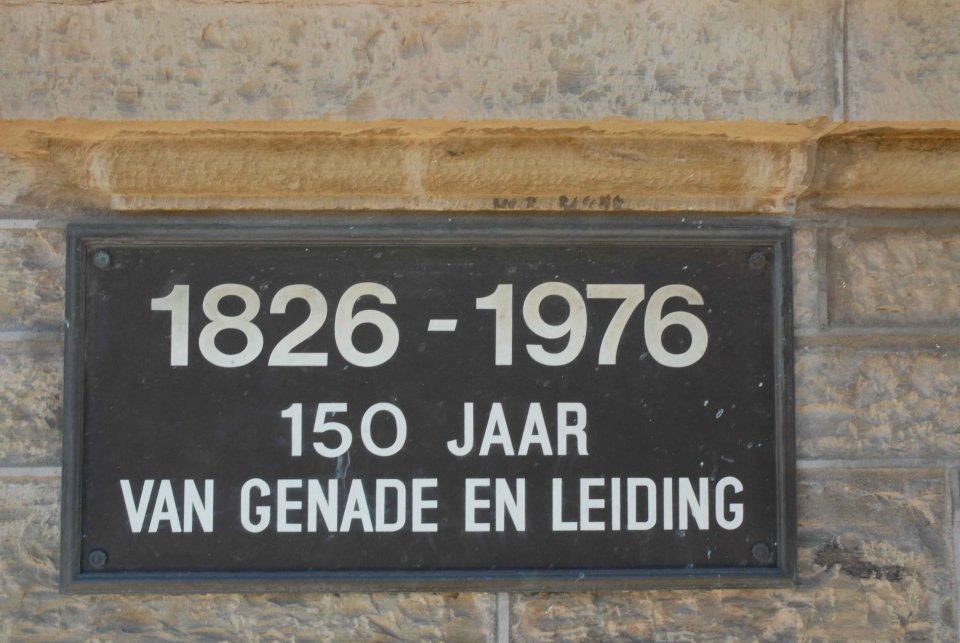 1826 - 1976
150 JAAR
VAN GENADE EN LEIDING